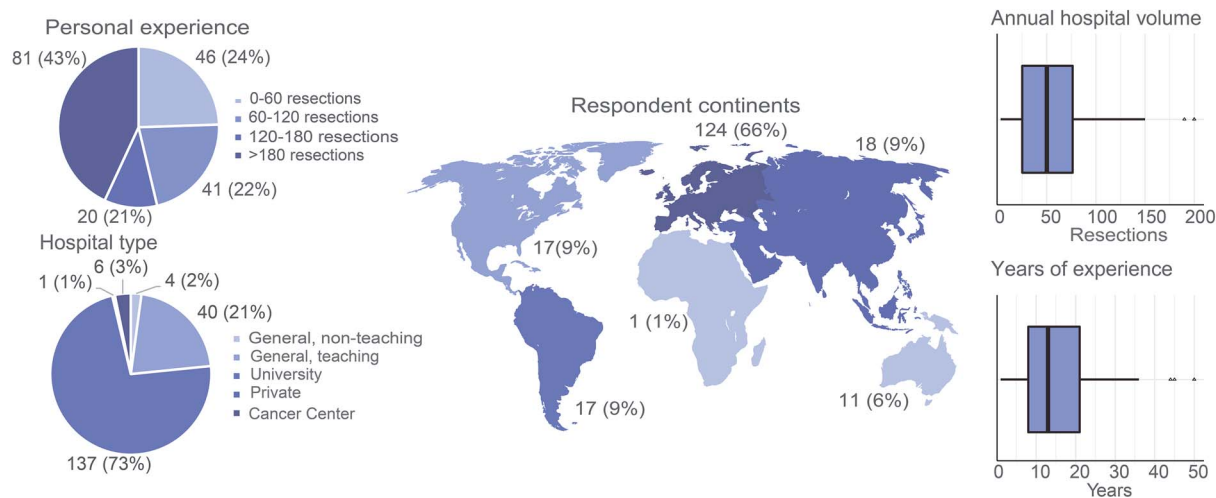 Personal experience
81 (43%)
46 (24%)
0-60 resections
60-120 resections
120-180 resections
>180 resections
41 (22%)
20 (21%)
Hospital type
6 (3%)
1 (1%)
4 (2%)
40 (21%)
General, non-teaching
General, teaching
University
Private
Cancer Center
137 (73%)
Respondent continents
124 (66%)
18 (9%)
17(9%)
1 (1%)
17 (9%)
11 (6%)
Annual hospital volume
0 50 100 150 200
Resections
Years of experience
0 10 20 30 40 50
Years